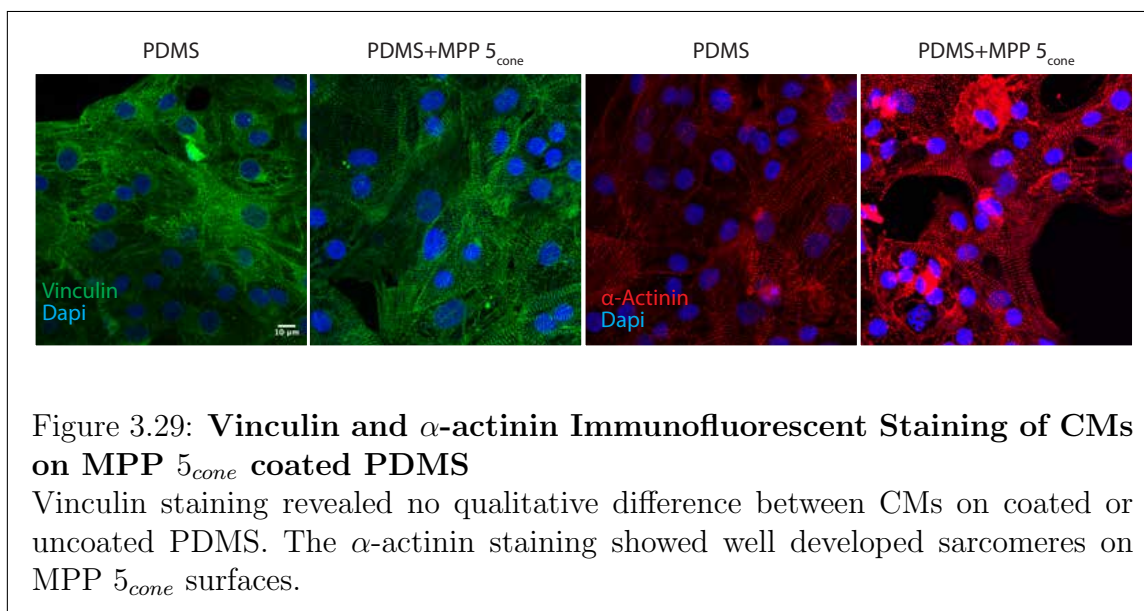 PDMS PDMS+MPP 5cone PDMS PDMS+MPP 5cone
Vinculin
Dapi
10 µm
α-Actinin
Dapi
Figure 3.29: Vinculin and α-actinin Immunofluorescent Staining of CMs
on MPP 5cone coated PDMS
Vinculin staining revealed no qualitative difference between CMs on coated or
uncoated PDMS. The α-actinin staining showed well developed sarcomeres on
MPP 5cone surfaces.